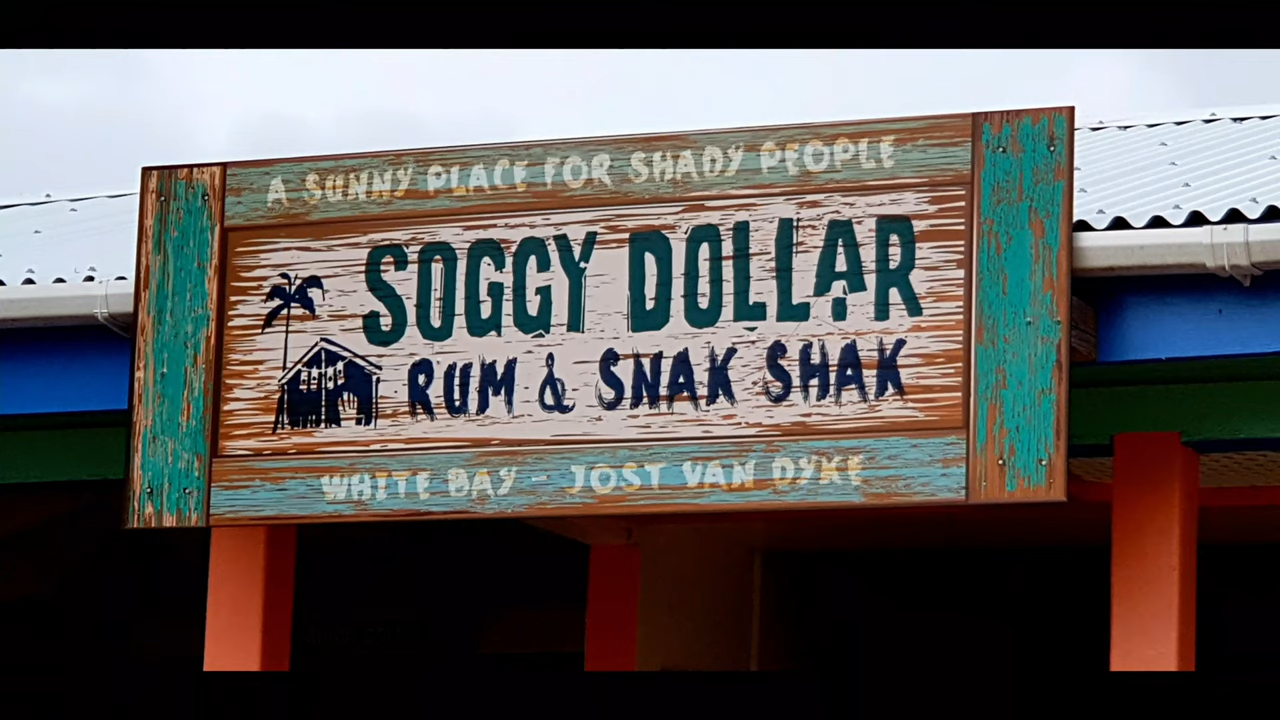 A SUNNY PLACE FOR SHADY PEOPLE
SOGGY DOLLAR
RUM & SNAK SHAK
WHITE BAY - JOST VAN DYKE